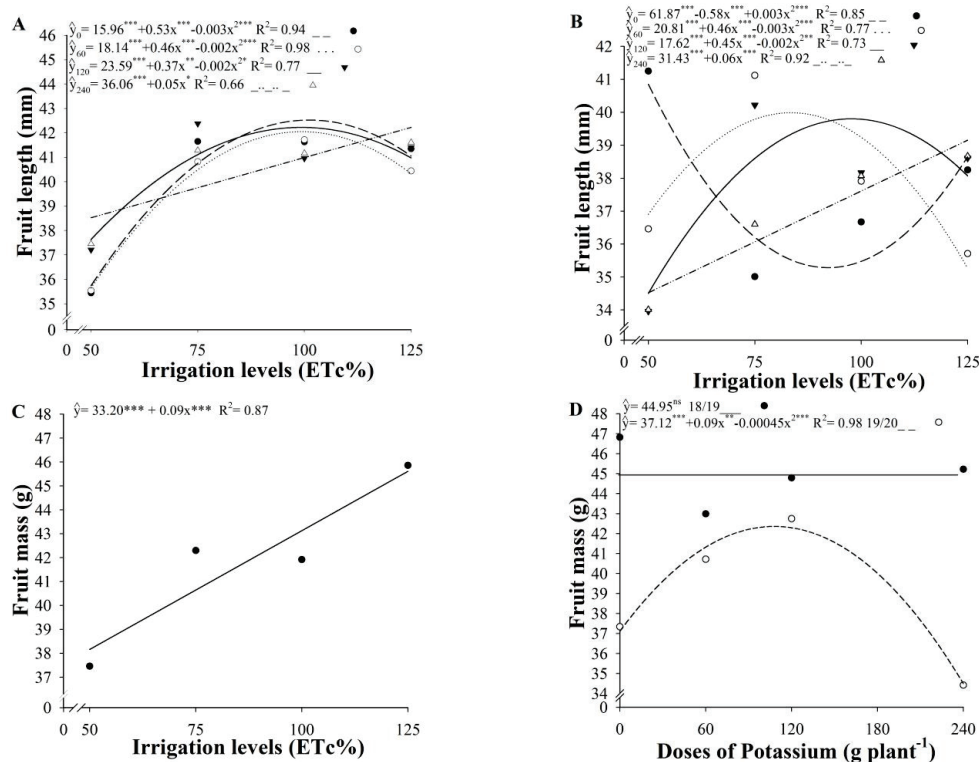 A
ŷ₀= 15.96***+0.53x***-0.003x²*** R²= 0.94 _ _ ●
ŷ₆₀= 18.14***+0.46x***-0.002x²*** R²= 0.98 ... ○
ŷ₁₂₀= 23.59***+0.37x**-0.002x²* R²= 0.77 __ ▼
ŷ₂₄₀= 36.06***+0.05x* R²= 0.66 _.._.. _ △
46
45
44
43
42
41
40
39
38
37
36
35
0
Fruit length (mm)
0 50 75 100 125
Irrigation levels (ETc%)
B
ŷ₀= 61.87***-0.58x***+0.003x²*** R²= 0.85 _ _ ●
ŷ₆₀= 20.81***+0.46x***-0.003x²*** R²= 0.77 ... ○
ŷ₁₂₀= 17.62***+0.45x***-0.002x²** R²= 0.73 __ ▼
ŷ₂₄₀= 31.43***+0.06x*** R²= 0.92 _.. _.. _ △
42
41
40
39
38
37
36
35
34
0
Fruit length (mm)
0 50 75 100 125
Irrigation levels (ETc%)
C
ŷ= 33.20*** + 0.09x*** R²= 0.87
48
47
46
45
44
43
42
41
40
39
38
37
0
Fruit mass (g)
0 50 75 100 125
Irrigation levels (ETc%)
D
ŷ= 44.95ⁿˢ 18/19___ ●
ŷ= 37.12***+0.09x**-0.00045x²*** R²= 0.98 19/20_ _ ○
48
47
46
45
44
43
42
41
40
39
38
37
36
35
34
0
Fruit mass (g)
0 60 120 180 240
Doses of Potassium (g plant⁻¹)